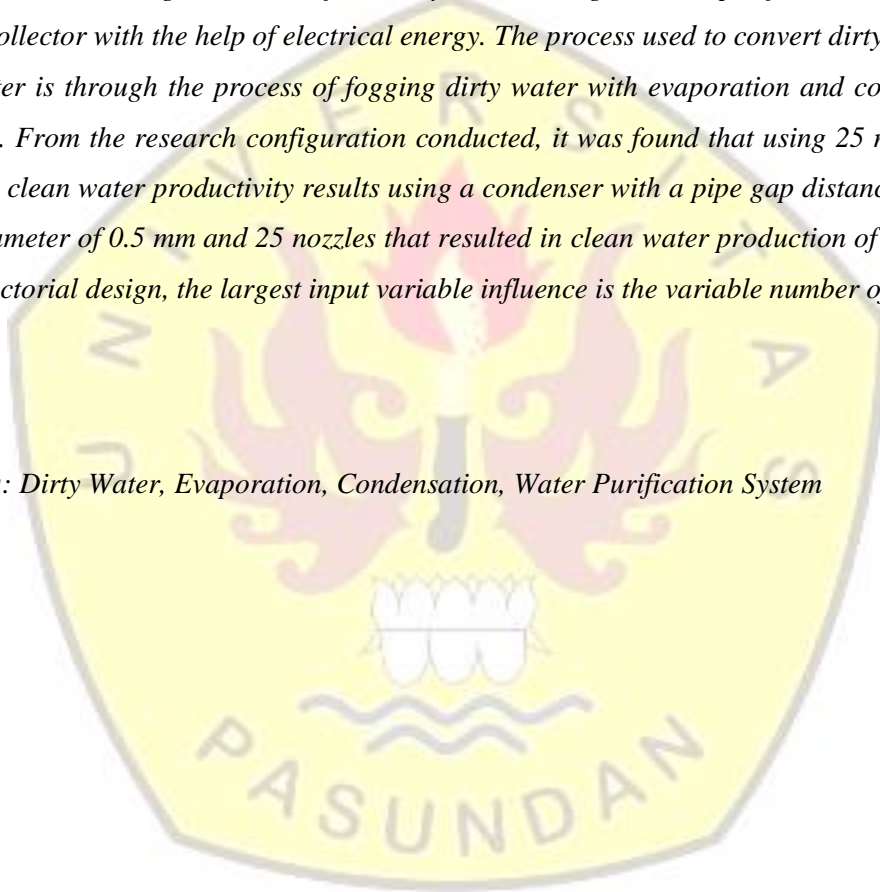 ollector with the help of electrical energy. The process used to convert dirty
ter is through the process of fogging dirty water with evaporation and co
. From the research configuration conducted, it was found that using 25
clean water productivity results using a condenser with a pipe gap distan
ameter of 0.5 mm and 25 nozzles that resulted in clean water production of
ctorial design, the largest input variable influence is the variable number of
: Dirty Water, Evaporation, Condensation, Water Purification System
UNIVERSITAS
PASUNDAN